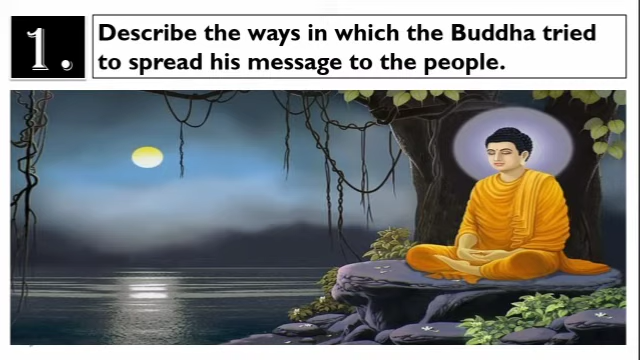 1.
Describe the ways in which the Buddha tried
to spread his message to the people.